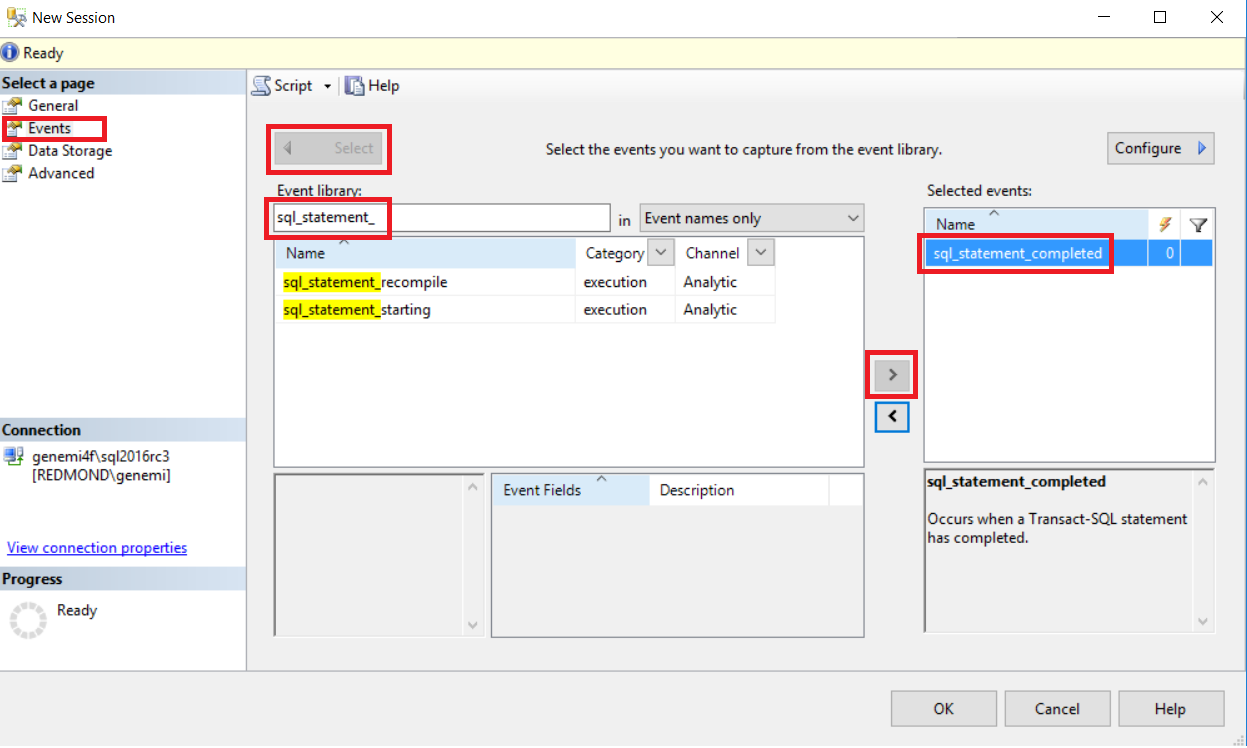 New Session
Ready
Select a page
General
Events
Data Storage
Advanced
Script
Help
Select
Select the events you want to capture from the event library.
Configure
Event library:
sql_statement_
in
Event names only
Name
Category
Channel
sql_statement_recompile
execution
Analytic
sql_statement_starting
execution
Analytic
Selected events:
Name
sql_statement_completed
0
>
<
Event Fields
Description
sql_statement_completed
Occurs when a Transact-SQL statement
has completed.
Connection
genemi4f\sql2016rc3
[REDMOND\genemi]
View connection properties
Progress
Ready
OK
Cancel
Help